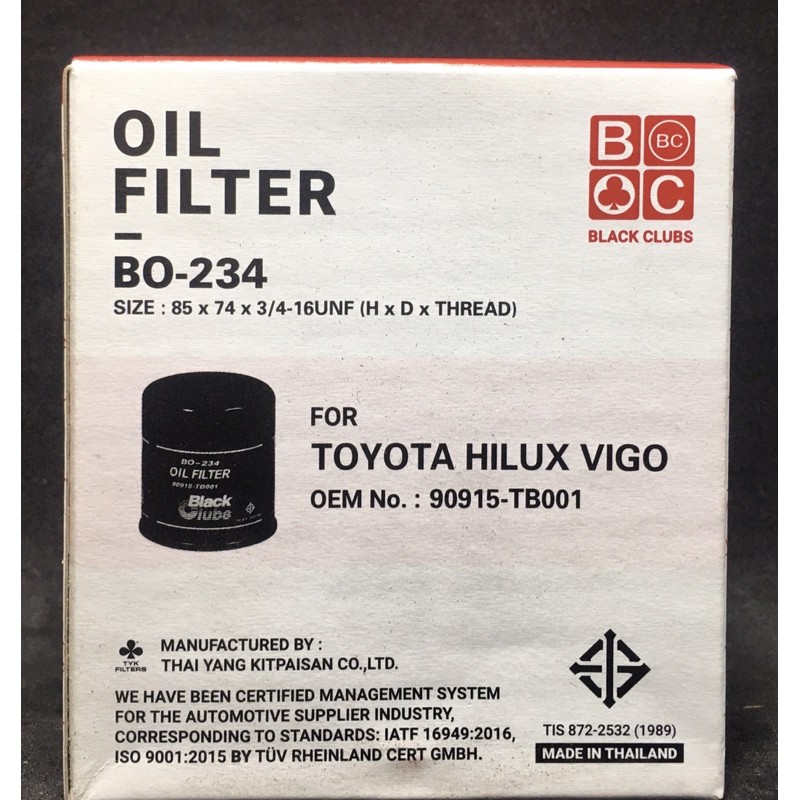 OIL
FILTER
BO-234
SIZE : 85 x 74 x 3/4-16UNF (H x D x THREAD)
B
BC
C
BLACK CLUBS
BO-234
OIL FILTER
90915-TB001
Black
Clubs
FOR
TOYOTA HILUX VIGO
OEM No. : 90915-TB001
TYK
FILTERS
MANUFACTURED BY :
THAI YANG KITPAISAN CO.,LTD.
WE HAVE BEEN CERTIFIED MANAGEMENT SYSTEM
FOR THE AUTOMOTIVE SUPPLIER INDUSTRY,
CORRESPONDING TO STANDARDS: IATF 16949:2016,
ISO 9001:2015 BY TÜV RHEINLAND CERT GMBH.
TIS 872-2532 (1989)
MADE IN THAILAND